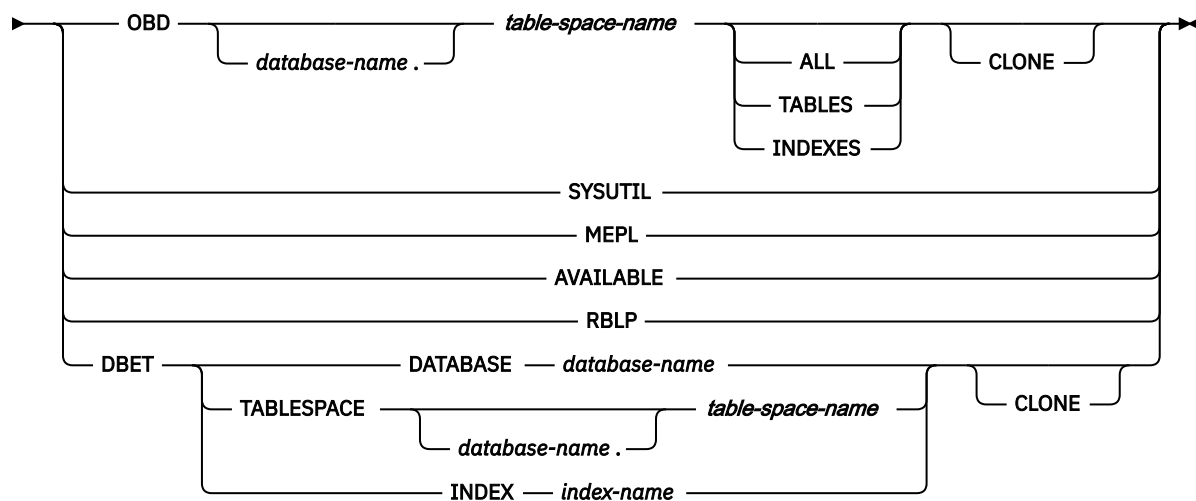 OBD table-space-name
database-name .
ALL CLONE
TABLES
INDEXES
SYSUTIL
MEPL
AVAILABLE
RBLP
DBET DATABASE database-name
TABLESPACE table-space-name CLONE
database-name .
INDEX index-name